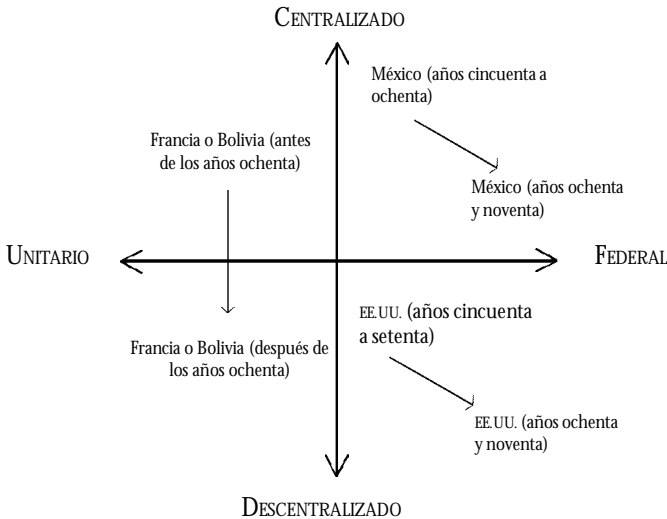 CENTRALIZADO
México (años cincuenta a
ochenta)
Francia o Bolivia (antes
de los años ochenta)
México (años ochenta
y noventa)
UNITARIO
FEDERAL
EE.UU. (años cincuenta
a setenta)
Francia o Bolivia (después de
los años ochenta)
EE.UU. (años ochenta
y noventa)
DESCENTRALIZADO